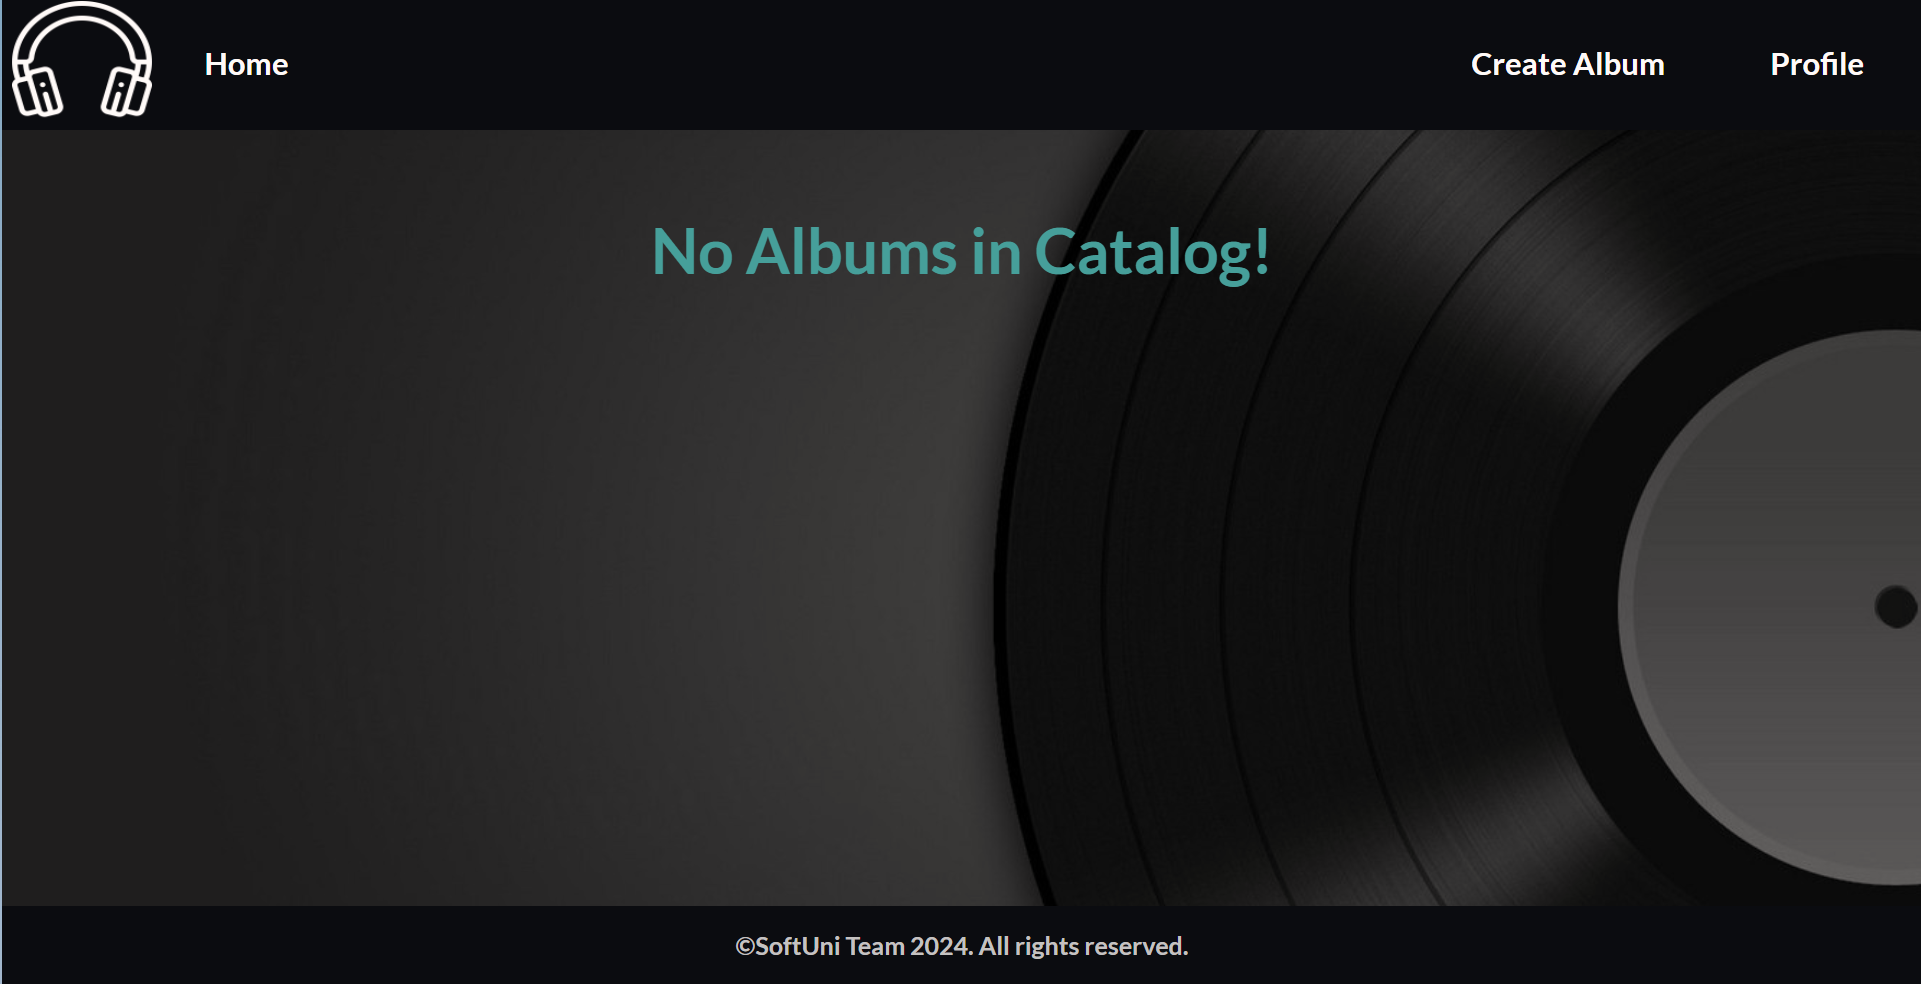 Home
Create Album
Profile
No Albums in Catalog!
©SoftUni Team 2024. All rights reserved.